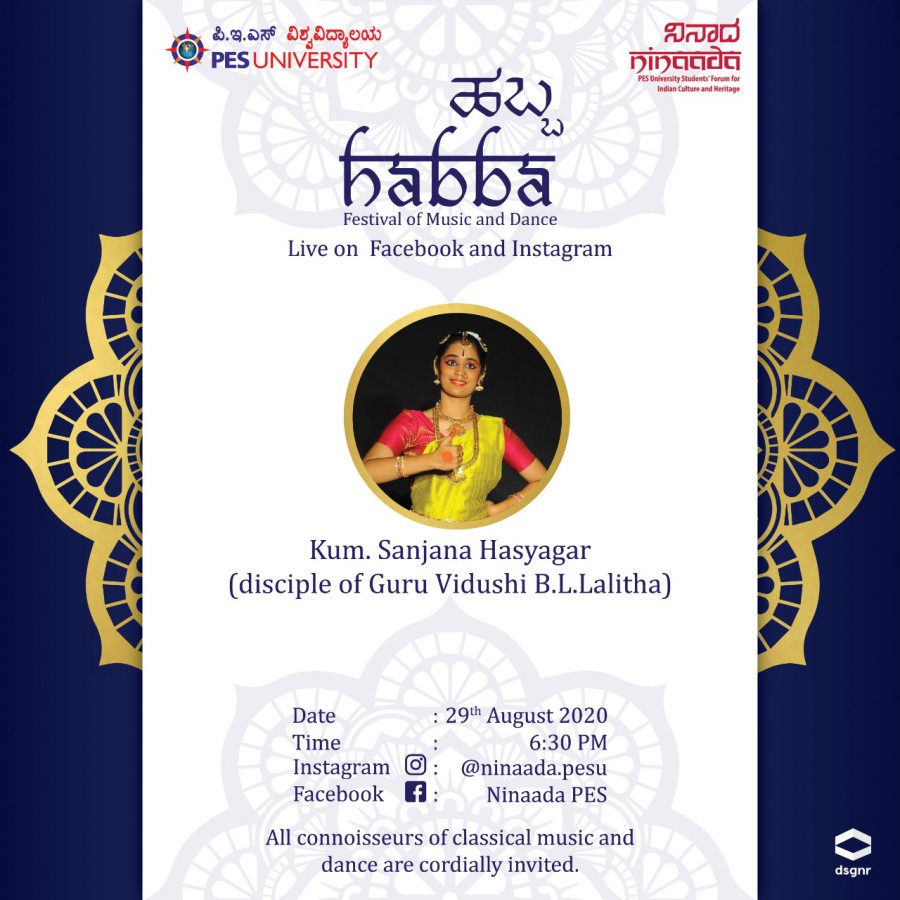 ಪಿ.ಇ.ಎಸ್ ವಿಶ್ವವಿದ್ಯಾಲಯ
PES UNIVERSITY
ನಿನಾದ
ninaada
PES University Students' Forum for
Indian Culture and Heritage
ಹಬ್ಬ
habba
Festival of Music and Dance
Live on Facebook and Instagram
Kum. Sanjana Hasyagar
(disciple of Guru Vidushi B.L.Lalitha)
Date : 29th August 2020
Time : 6:30 PM
Instagram : @ninaada.pesu
Facebook : Ninaada PES
All connoisseurs of classical music and
dance are cordially invited.
dsgnr